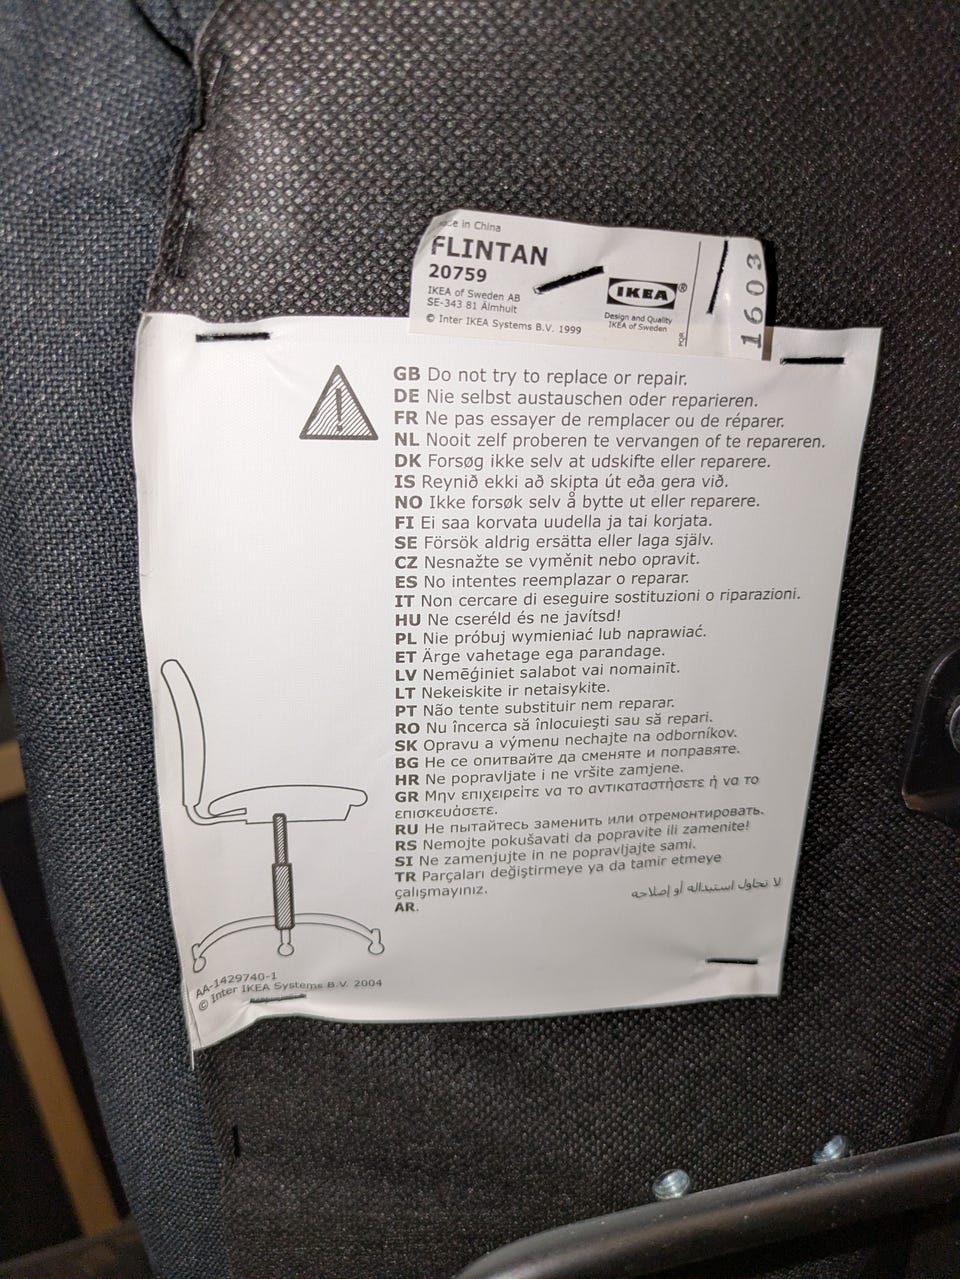 in China
FLINTAN
20759
IKEA of Sweden AB
SE-343 81 Älmhult
© Inter IKEA Systems B.V. 1999
IKEA®
Design and Quality
IKEA of Sweden
1603
GB Do not try to replace or repair.
DE Nie selbst austauschen oder reparieren.
FR Ne pas essayer de remplacer ou de réparer.
NL Nooit zelf proberen te vervangen of te repareren.
DK Forsøg ikke selv at udskifte eller reparere.
IS Reynið ekki að skipta út eða gera við.
NO Ikke forsøk selv å bytte ut eller reparere.
FI Ei saa korvata uudella ja tai korjata.
SE Försök aldrig ersätta eller laga själv.
CZ Nesnažte se vyměnit nebo opravit.
ES No intentes reemplazar o reparar.
IT Non cercare di eseguire sostituzioni o riparazioni.
HU Ne cseréld és ne javítsd!
PL Nie próbuj wymieniać lub naprawiać.
ET Ärge vahetage ega parandage.
LV Nemēģiniet salabot vai nomainīt.
LT Nekeiskite ir netaisykite.
PT Não tente substituir nem reparar.
RO Nu încerca să înlocuieşti sau să repari.
SK Opravu a výmenu nechajte na odborníkov.
BG Не се опитвайте да сменяте и поправяте.
HR Ne popravljate i ne vršite zamjene.
GR Μην επιχειρείτε να το αντικαταστήσετε ή να το
επισκευάσετε.
RU Не пытайтесь заменить или отремонтировать.
RS Nemojte pokušavati da popravite ili zamenite!
SI Ne zamenjujte in ne popravljajte sami.
TR Parçaları değiştirmeye ya da tamir etmeye
çalışmayınız.
لا تحاول استبداله أو إصلاحه
AR.
AA-1429740-1
© Inter IKEA Systems B.V. 2004